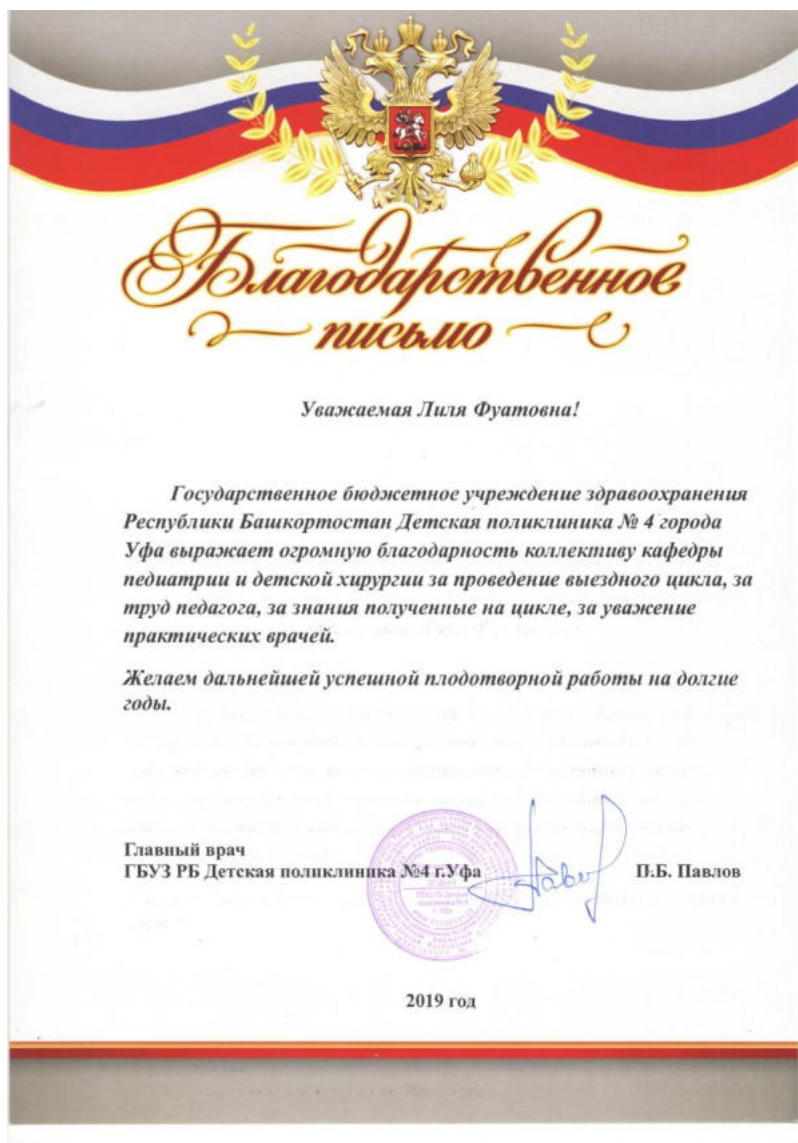 Благодарственное
письмо
Уважаемая Лиля Фуатовна!
Государственное бюджетное учреждение здравоохранения
Республики Башкортостан Детская поликлиника № 4 города
Уфа выражает огромную благодарность коллективу кафедры
педиатрии и детской хирургии за проведение выездного цикла, за
труд педагога, за знания полученные на цикле, за уважение
практических врачей.
Желаем дальнейшей успешной плодотворной работы на долгие
годы.
Главный врач
ГБУЗ РБ Детская поликлиника №4 г.Уфа П.Б. Павлов
2019 год